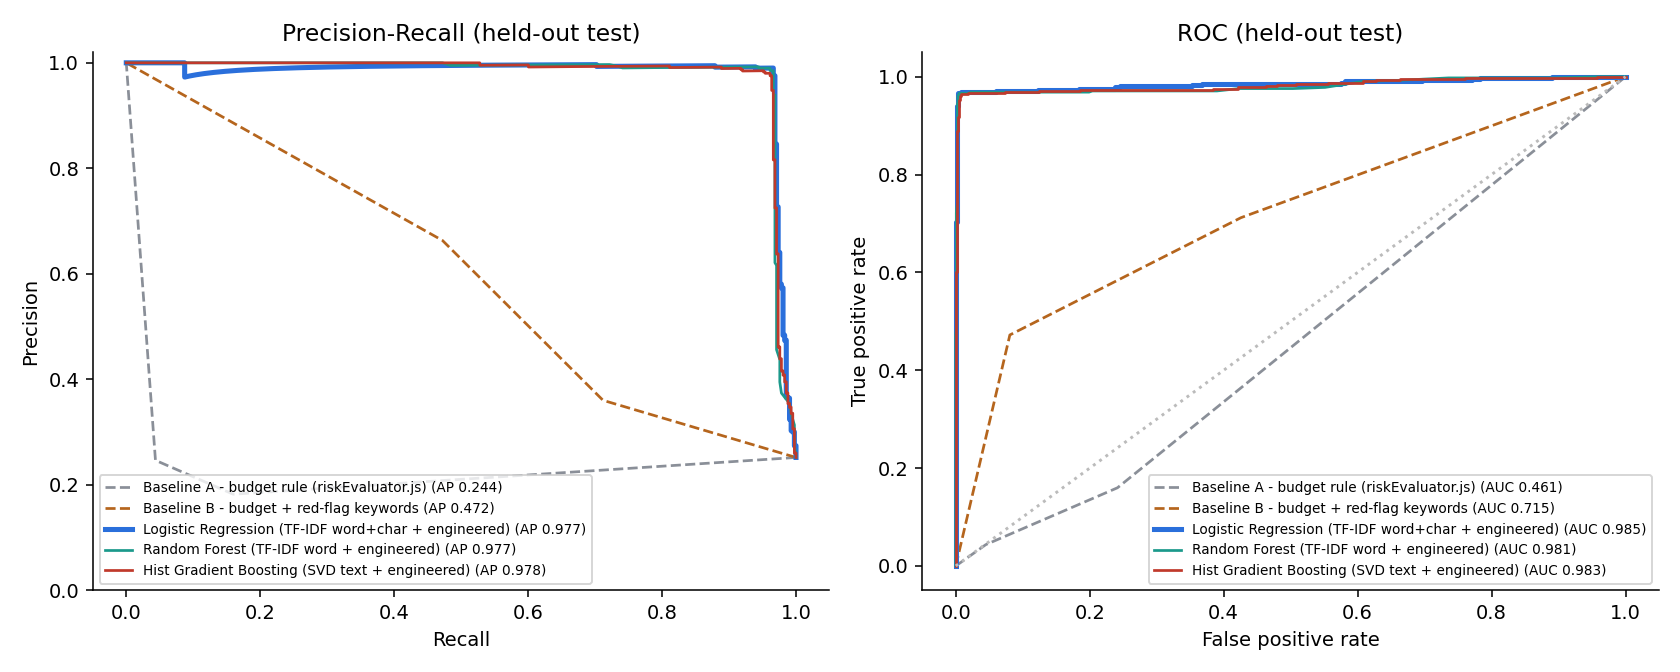 Precision-Recall (held-out test)
1.0
0.8
0.6
0.4
0.2
0.0
Precision
Baseline A - budget rule (riskEvaluator.js) (AP 0.244)
Baseline B - budget + red-flag keywords (AP 0.472)
Logistic Regression (TF-IDF word+char + engineered) (AP 0.977)
Random Forest (TF-IDF word + engineered) (AP 0.977)
Hist Gradient Boosting (SVD text + engineered) (AP 0.978)
0.0 0.2 0.4 0.6 0.8 1.0
Recall
ROC (held-out test)
1.0
0.8
0.6
0.4
0.2
0.0
True positive rate
Baseline A - budget rule (riskEvaluator.js) (AUC 0.461)
Baseline B - budget + red-flag keywords (AUC 0.715)
Logistic Regression (TF-IDF word+char + engineered) (AUC 0.985)
Random Forest (TF-IDF word + engineered) (AUC 0.981)
Hist Gradient Boosting (SVD text + engineered) (AUC 0.983)
0.0 0.2 0.4 0.6 0.8 1.0
False positive rate